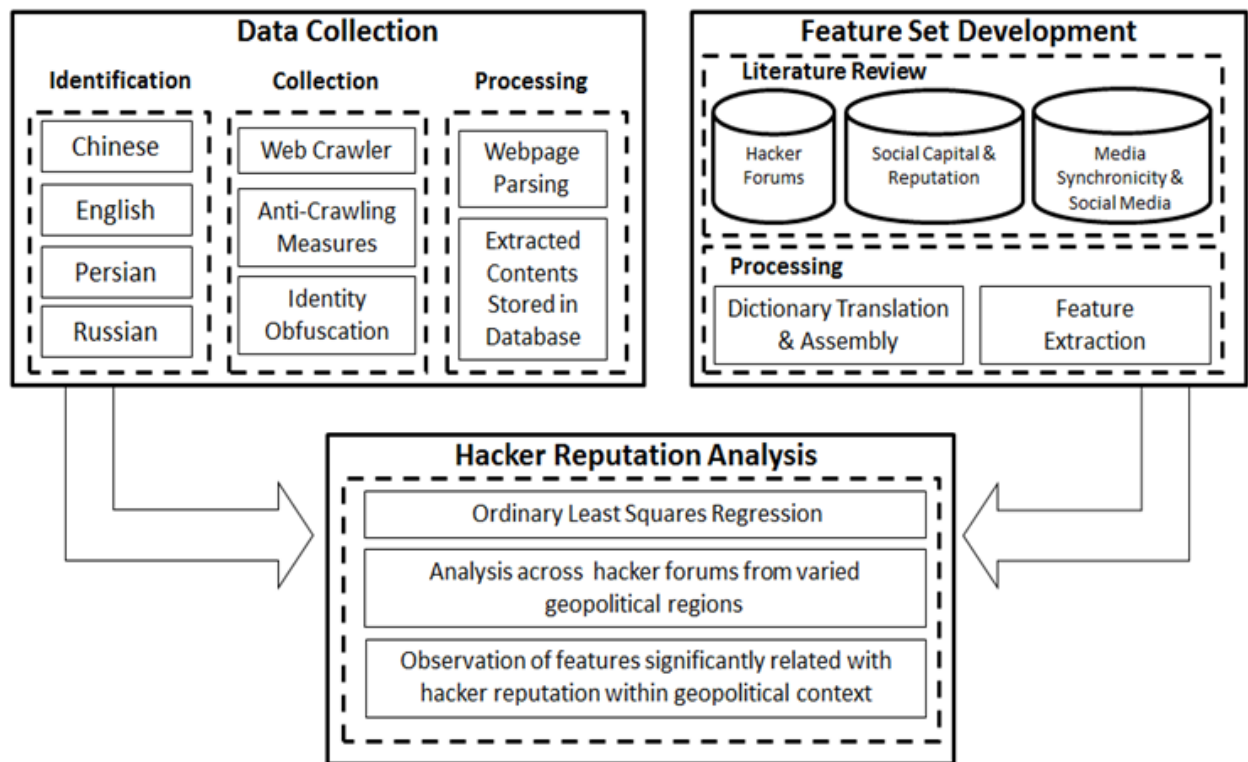 Data Collection
Identification
Chinese
English
Persian
Russian
Collection
Web Crawler
Anti-Crawling
Measures
Identity
Obfuscation
Processing
Webpage
Parsing
Extracted
Contents
Stored in
Database
Feature Set Development
Literature Review
Hacker
Forums
Social Capital &
Reputation
Media
Synchronicity &
Social Media
Processing
Dictionary Translation
& Assembly
Feature
Extraction
Hacker Reputation Analysis
Ordinary Least Squares Regression
Analysis across hacker forums from varied
geopolitical regions
Observation of features significantly related with
hacker reputation within geopolitical context